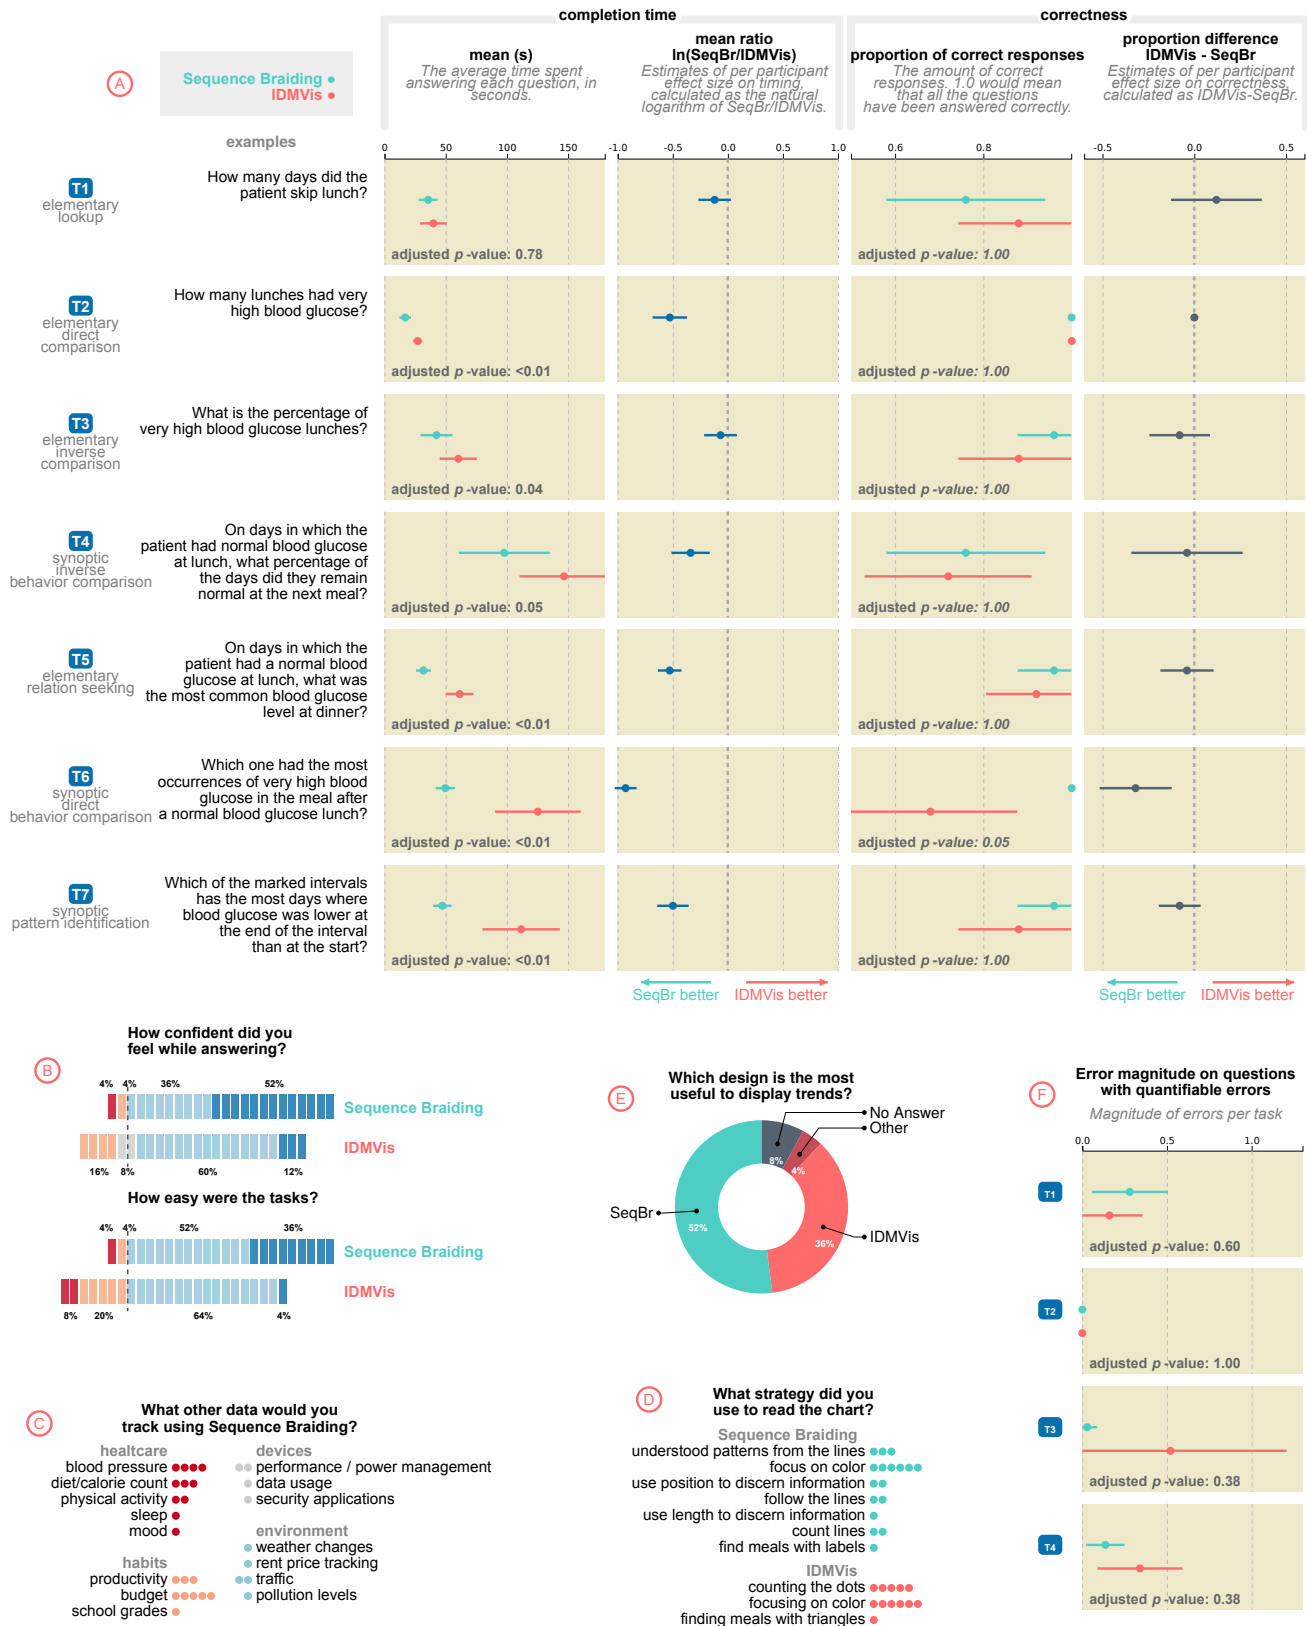 completion time
correctness
A
Sequence Braiding
IDMVis
mean (s)
The average time spent
answering each question, in
seconds.
mean ratio
ln(SeqBr/IDMVis)
Estimates of per participant
effect size on timing,
calculated as the natural
logarithm of SeqBr/IDMVis.
proportion of correct responses
The amount of correct
responses. 1.0 would mean
that all the questions
have been answered correctly.
proportion difference
IDMVis - SeqBr
Estimates of per participant
effect size on correctness,
calculated as IDMVis-SeqBr.
examples
0 50 100 150
-1.0 -0.5 0.0 0.5 1.0
0.6 0.8
-0.5 0.0 0.5
T1
elementary
lookup
How many days did the
patient skip lunch?
adjusted p -value: 0.78
adjusted p -value: 1.00
T2
elementary
direct
comparison
How many lunches had very
high blood glucose?
adjusted p -value: <0.01
adjusted p -value: 1.00
T3
elementary
inverse
comparison
What is the percentage of
very high blood glucose lunches?
adjusted p -value: 0.04
adjusted p -value: 1.00
T4
synoptic
inverse
behavior comparison
On days in which the
patient had normal blood glucose
at lunch, what percentage of
the days did they remain
normal at the next meal?
adjusted p -value: 0.05
adjusted p -value: 1.00
T5
elementary
relation seeking
On days in which the
patient had a normal blood
glucose at lunch, what was
the most common blood glucose
level at dinner?
adjusted p -value: <0.01
adjusted p -value: 1.00
T6
synoptic
direct
behavior comparison
Which one had the most
occurrences of very high blood
glucose in the meal after
a normal blood glucose lunch?
adjusted p -value: <0.01
adjusted p -value: 0.05
T7
synoptic
pattern identification
Which of the marked intervals
has the most days where
blood glucose was lower at
the end of the interval
than at the start?
adjusted p -value: <0.01
adjusted p -value: 1.00
SeqBr better IDMVis better
SeqBr better IDMVis better
B
How confident did you
feel while answering?
4% 4% 36% 52%
Sequence Braiding
IDMVis
16% 8% 60% 12%
How easy were the tasks?
4% 4% 52% 36%
Sequence Braiding
IDMVis
8% 20% 64% 4%
E
Which design is the most
useful to display trends?
No Answer
Other
8%
4%
SeqBr
52%
IDMVis
36%
F
Error magnitude on questions
with quantifiable errors
Magnitude of errors per task
0.0 0.5 1.0
T1
adjusted p -value: 0.60
T2
adjusted p -value: 1.00
T3
adjusted p -value: 0.38
T4
adjusted p -value: 0.38
C
What other data would you
track using Sequence Braiding?
healtcare
blood pressure
diet/calorie count
physical activity
sleep
mood
habits
productivity
budget
school grades
devices
performance / power management
data usage
security applications
environment
weather changes
rent price tracking
traffic
pollution levels
D
What strategy did you
use to read the chart?
Sequence Braiding
understood patterns from the lines
focus on color
use position to discern information
follow the lines
use length to discern information
count lines
find meals with labels
IDMVis
counting the dots
focusing on color
finding meals with triangles